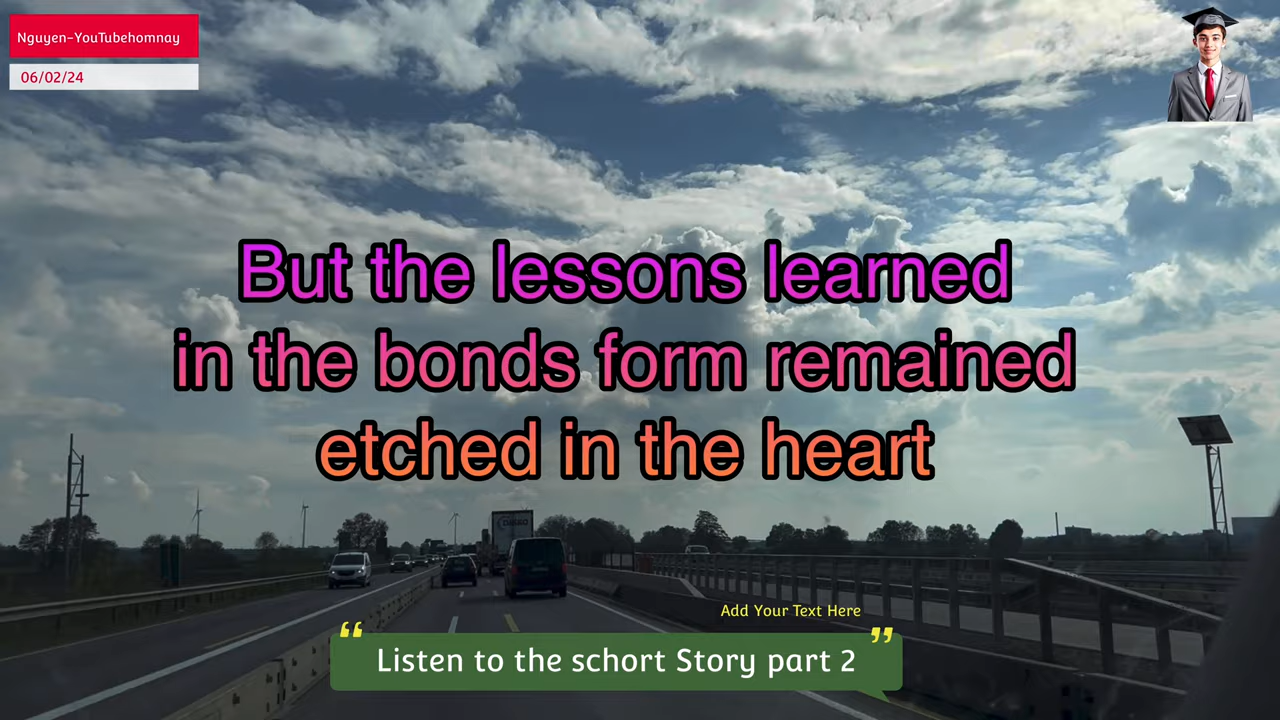 Nguyen-YouTubehomnay
06/02/24
But the lessons learned
in the bonds form remained
etched in the heart
Add Your Text Here
“ Listen to the schort Story part 2 ”